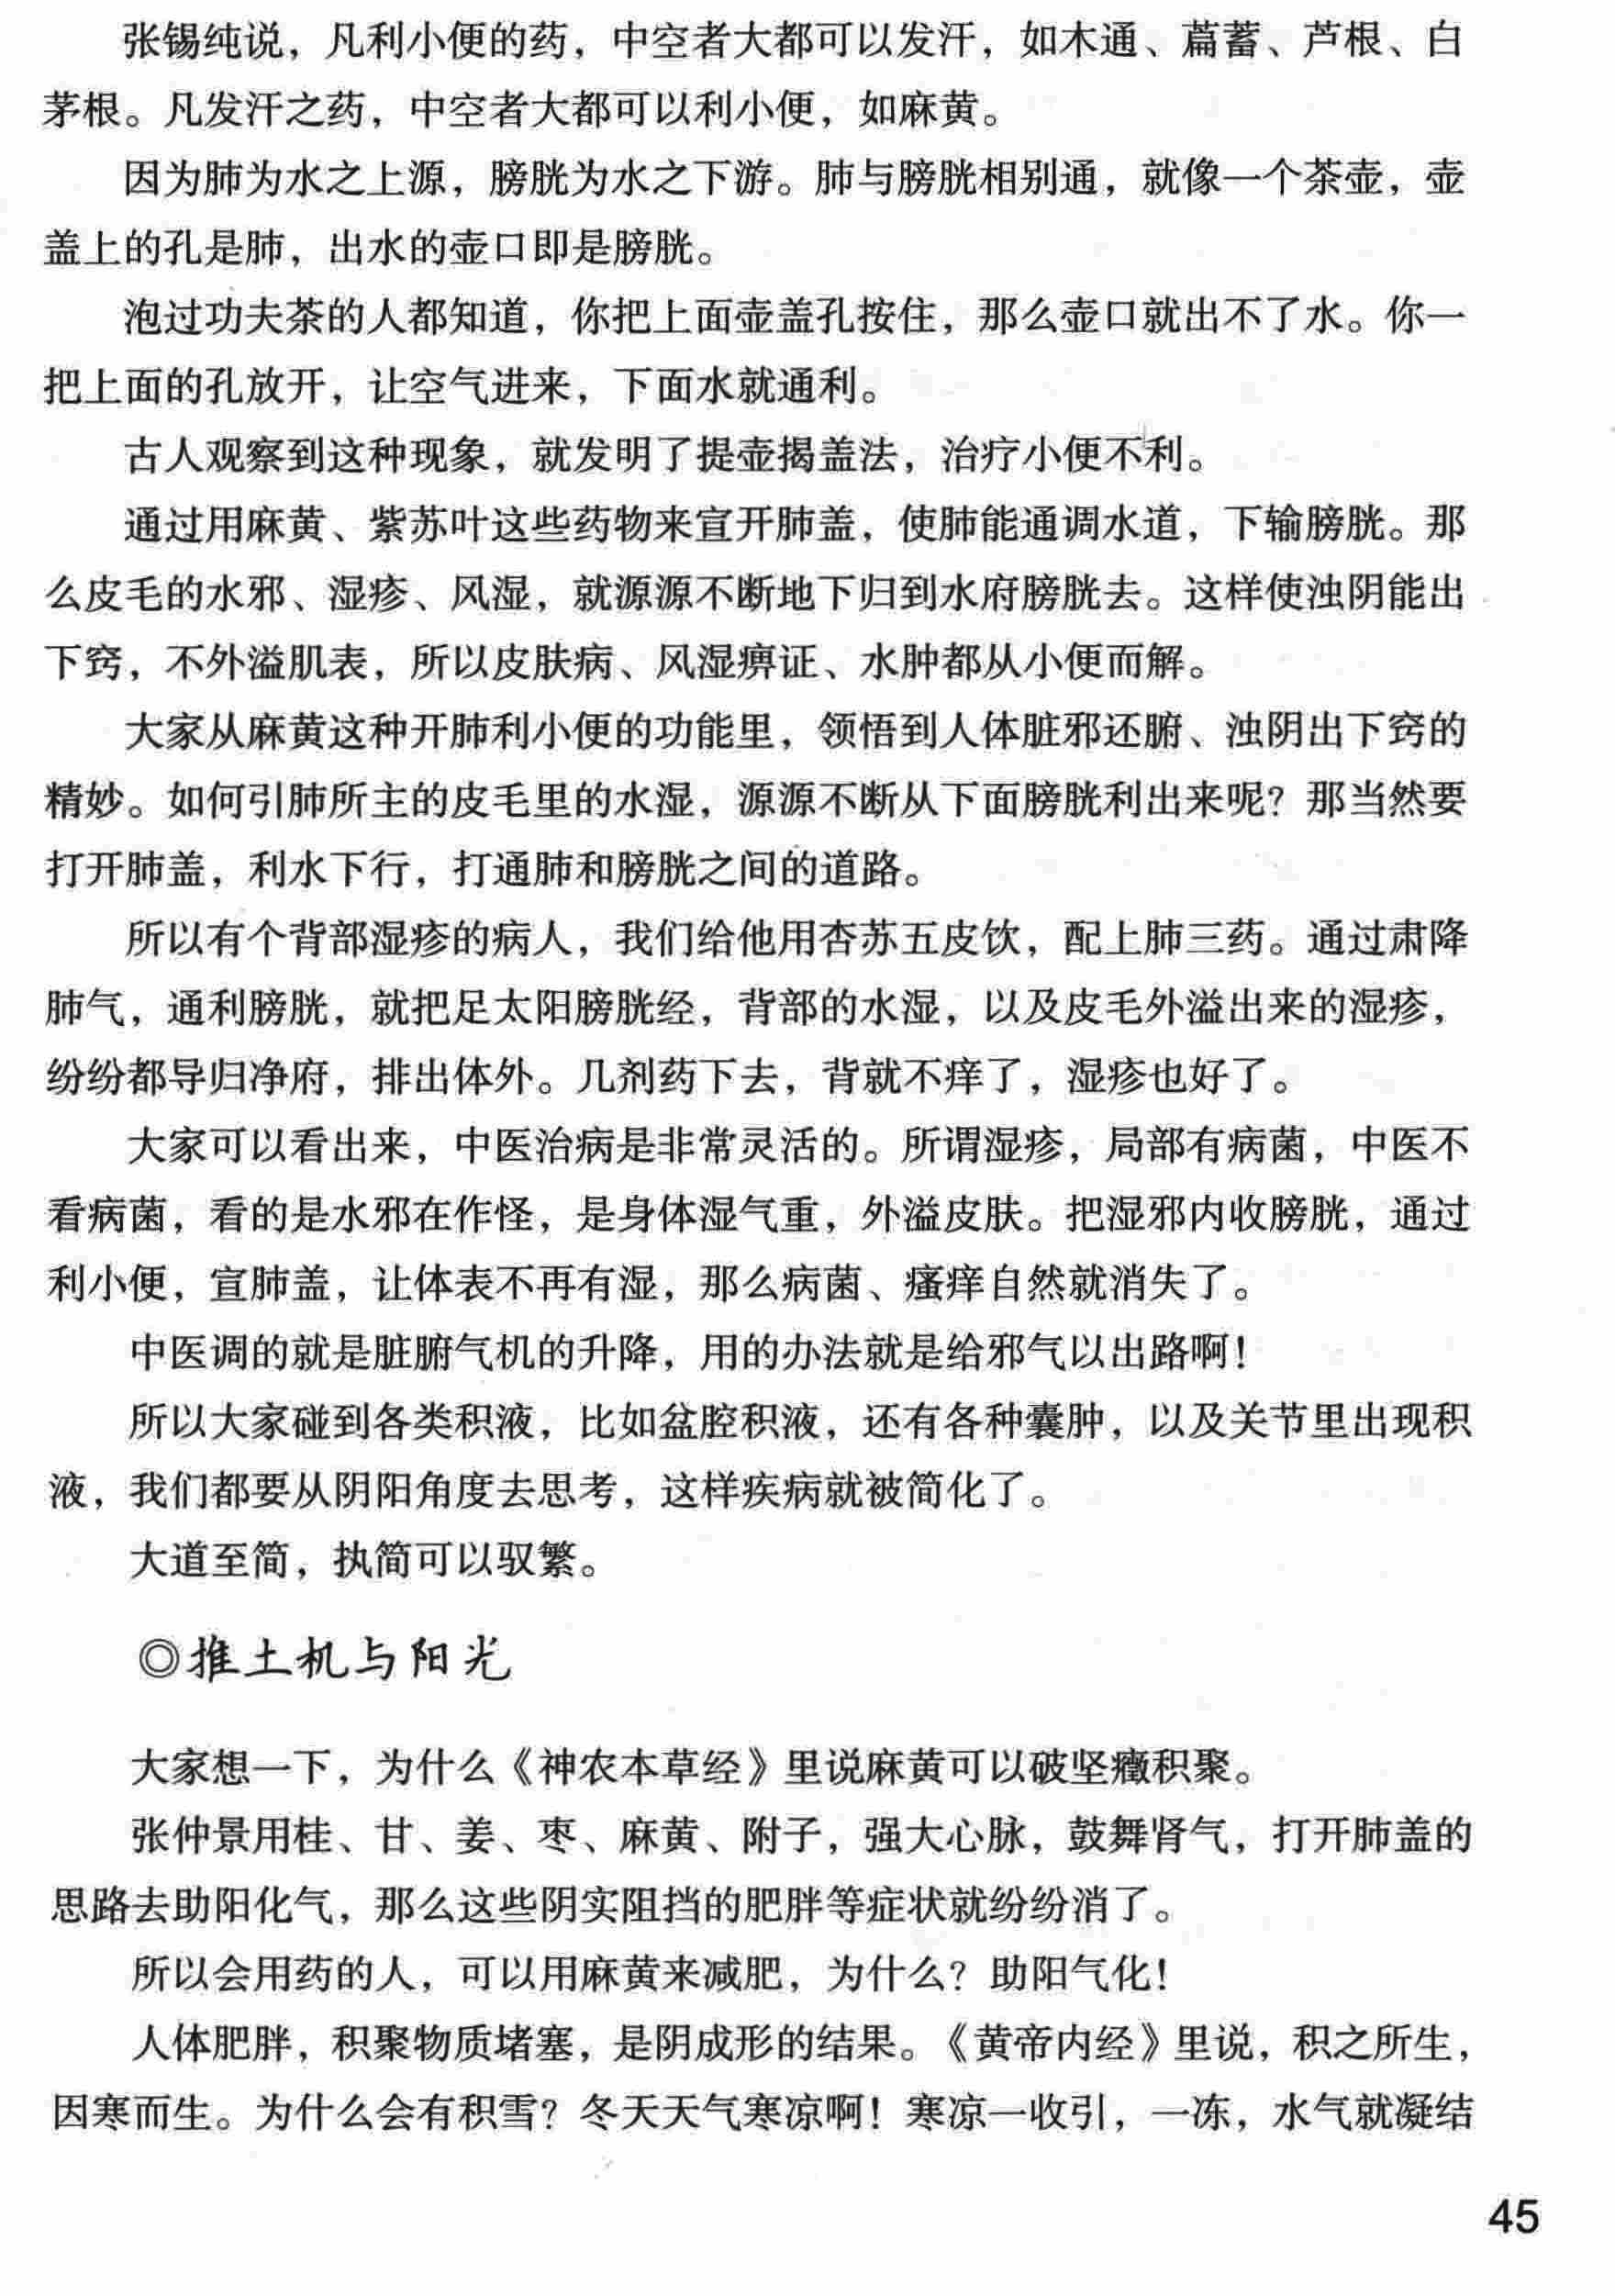 张锡纯说，凡利小便的药，中空者大都可以发汗，如木通、萹蓄、芦根、白
茅根。凡发汗之药，中空者大都可以利小便，如麻黄。
因为肺为水之上源，膀胱为水之下游。肺与膀胱相别通，就像一个茶壶，壶
盖上的孔是肺，出水的壶口即是膀胱。
泡过功夫茶的人都知道，你把上面壶盖孔按住，那么壶口就出不了水。你一
把上面的孔放开，让空气进来，下面水就通利。
古人观察到这种现象，就发明了提壶揭盖法，治疗小便不利。
通过用麻黄、紫苏叶这些药物来宣开肺盖，使肺能通调水道，下输膀胱。那
么皮毛的水邪、湿疹、风湿，就源源不断地下归到水府膀胱去。这样使浊阴能出
下窍，不外溢肌表，所以皮肤病、风湿痹证、水肿都从小便而解。
大家从麻黄这种开肺利小便的功能里，领悟到人体脏邪还腑、浊阴出下窍的
精妙。如何引肺所主的皮毛里的水湿，源源不断从下面膀胱利出来呢？那当然要
打开肺盖，利水下行，打通肺和膀胱之间的道路。
所以有个背部湿疹的病人，我们给他用杏苏五皮饮，配上肺三药。通过肃降
肺气，通利膀胱，就把足太阳膀胱经，背部的水湿，以及皮毛外溢出来的湿疹，
纷纷都导归净府，排出体外。几剂药下去，背就不痒了，湿疹也好了。
大家可以看出来，中医治病是非常灵活的。所谓湿疹，局部有病菌，中医不
看病菌，看的是水邪在作怪，是身体湿气重，外溢皮肤。把湿邪内收膀胱，通过
利小便，宣肺盖，让体表不再有湿，那么病菌、瘙痒自然就消失了。
中医调的就是脏腑气机的升降，用的办法就是给邪气以出路啊！
所以大家碰到各类积液，比如盆腔积液，还有各种囊肿，以及关节里出现积
液，我们都要从阴阳角度去思考，这样疾病就被简化了。
大道至简，执简可以驭繁。
◎推土机与阳光
大家想一下，为什么《神农本草经》里说麻黄可以破坚癥积聚。
张仲景用桂、甘、姜、枣、麻黄、附子，强大心脉，鼓舞肾气，打开肺盖的
思路去助阳化气，那么这些阴实阻挡的肥胖等症状就纷纷消了。
所以会用药的人，可以用麻黄来减肥，为什么？助阳气化！
人体肥胖，积聚物质堵塞，是阴成形的结果。《黄帝内经》里说，积之所生，
因寒而生。为什么会有积雪？冬天天气寒凉啊！寒凉一收引，一冻，水气就凝结
45